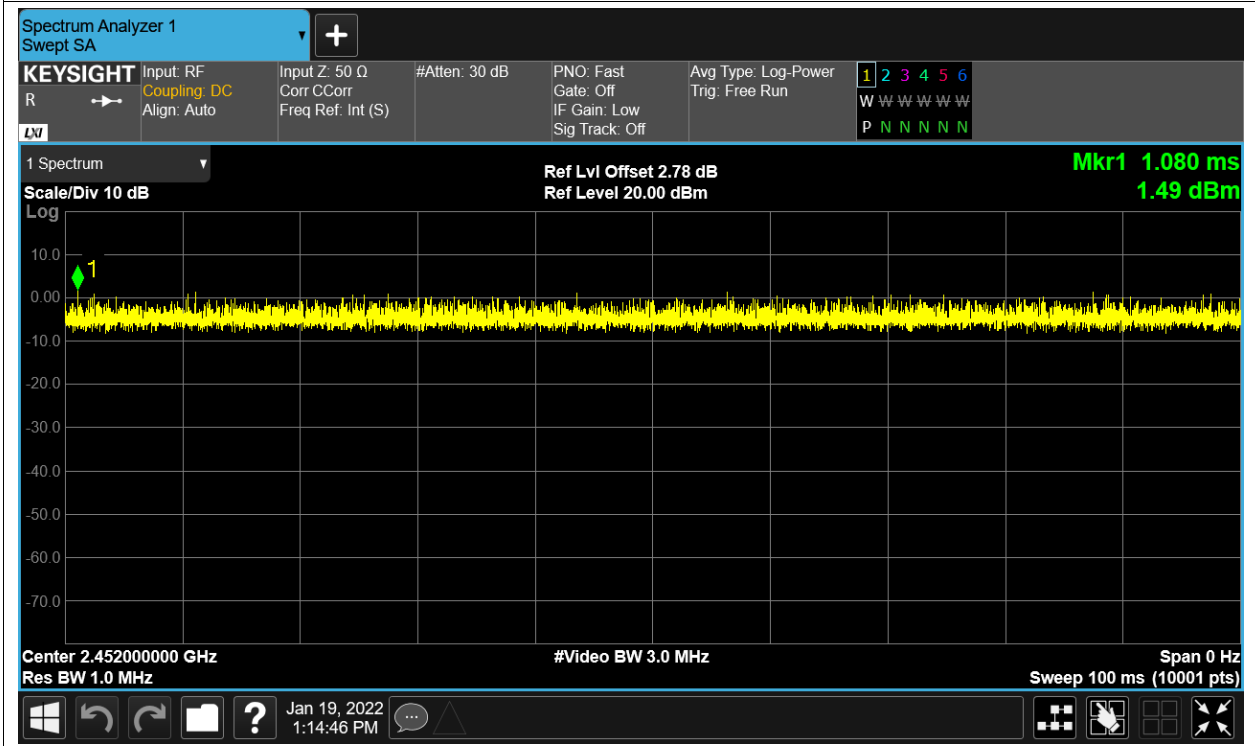 Spectrum Analyzer 1
Swept SA
KEYSIGHT
R
LXI
Input: RF
Coupling: DC
Align: Auto
Input Z: 50 Ω
Corr CCorr
Freq Ref: Int (S)
#Atten: 30 dB
PNO: Fast
Gate: Off
IF Gain: Low
Sig Track: Off
Avg Type: Log-Power
Trig: Free Run
1 2 3 4 5 6
W W W W W W
P N N N N N
1 Spectrum
Scale/Div 10 dB
Log
Ref Lvl Offset 2.78 dB
Ref Level 20.00 dBm
Mkr1 1.080 ms
1.49 dBm
10.0
1
0.00
-10.0
-20.0
-30.0
-40.0
-50.0
-60.0
-70.0
Center 2.452000000 GHz
Res BW 1.0 MHz
#Video BW 3.0 MHz
Span 0 Hz
Sweep 100 ms (10001 pts)
?
Jan 19, 2022
1:14:46 PM